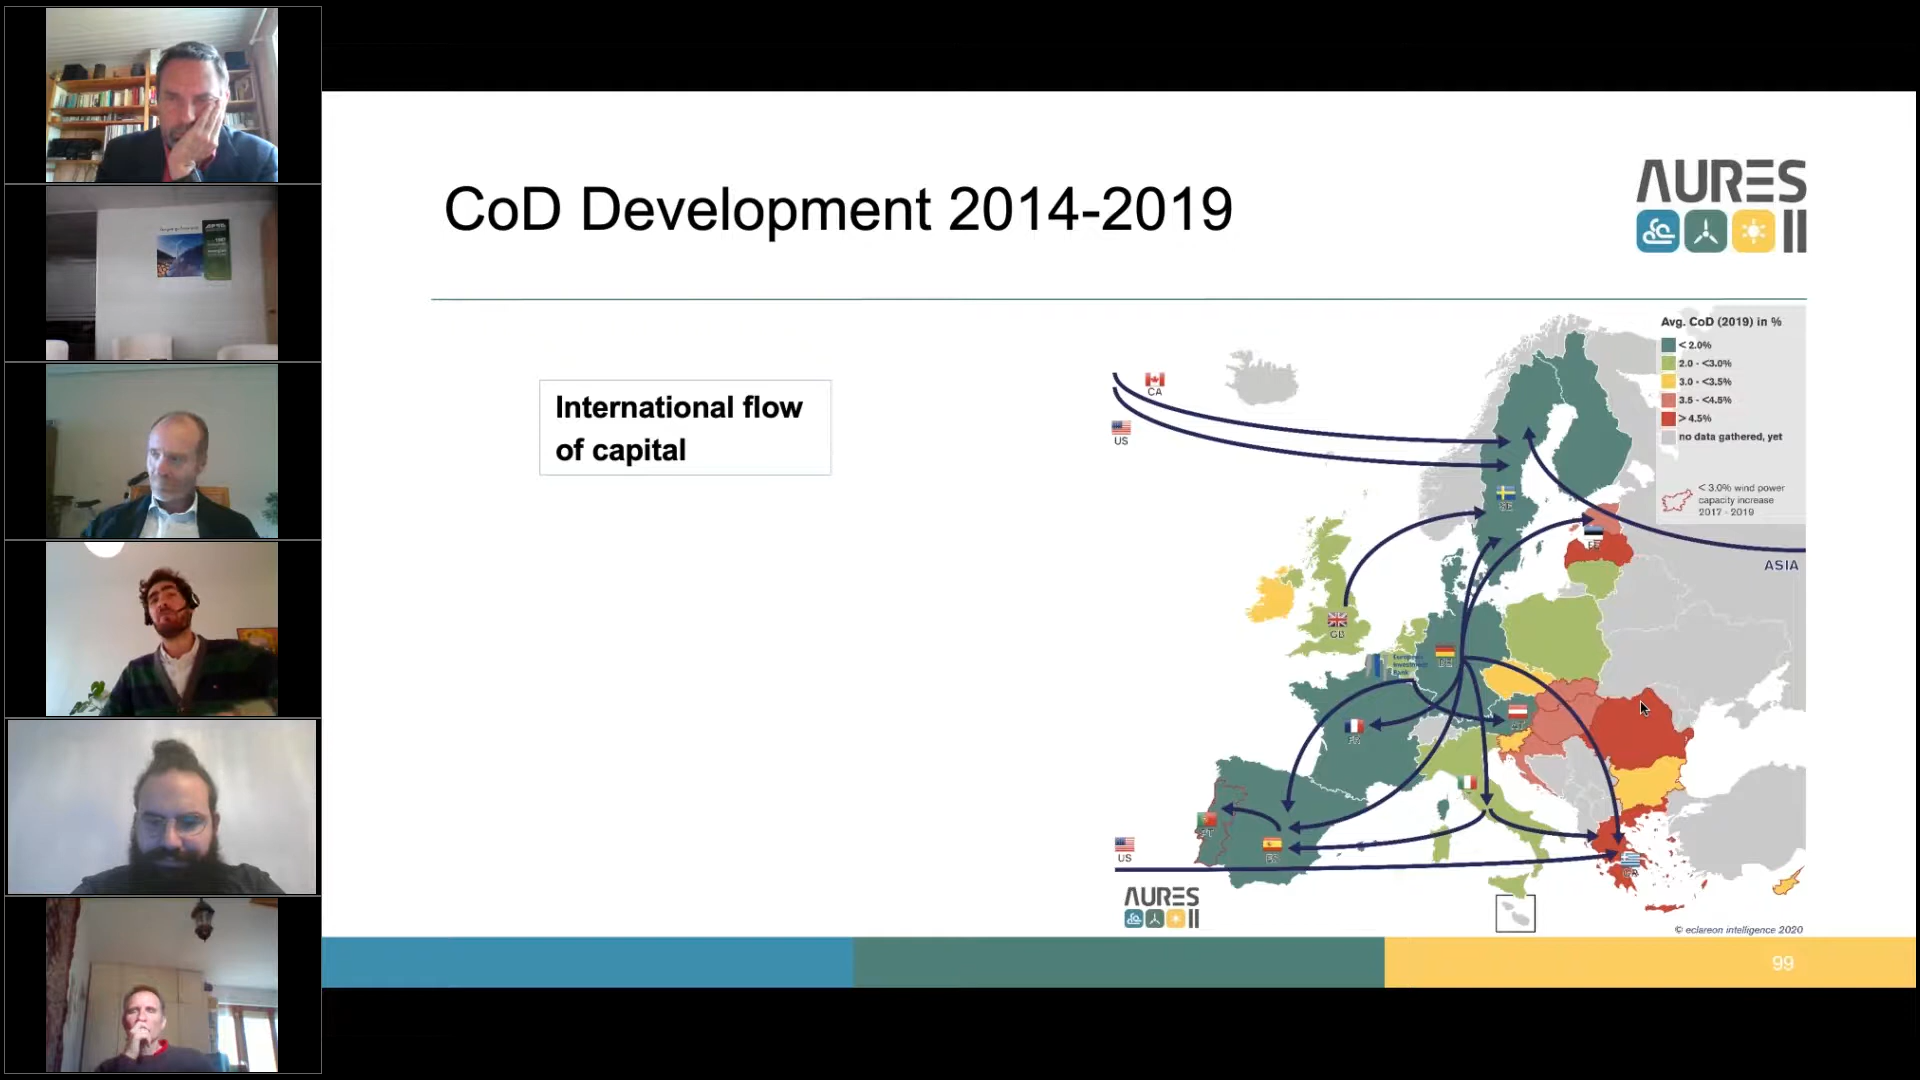 CoD Development 2014-2019
AURES
II
International flow
of capital
Avg. CoD (2019) in %
< 2.0%
2.0 - <3.0%
3.0 - <3.5%
3.5 - <4.5%
> 4.5%
no data gathered, yet
< 3.0% wind power
capacity increase
2017 - 2019
CA
US
SE
ASIA
GB
European
Investment
Bank
DE
FR
PT
ES
US
GR
AURES
II
© eclareon intelligence 2020
99